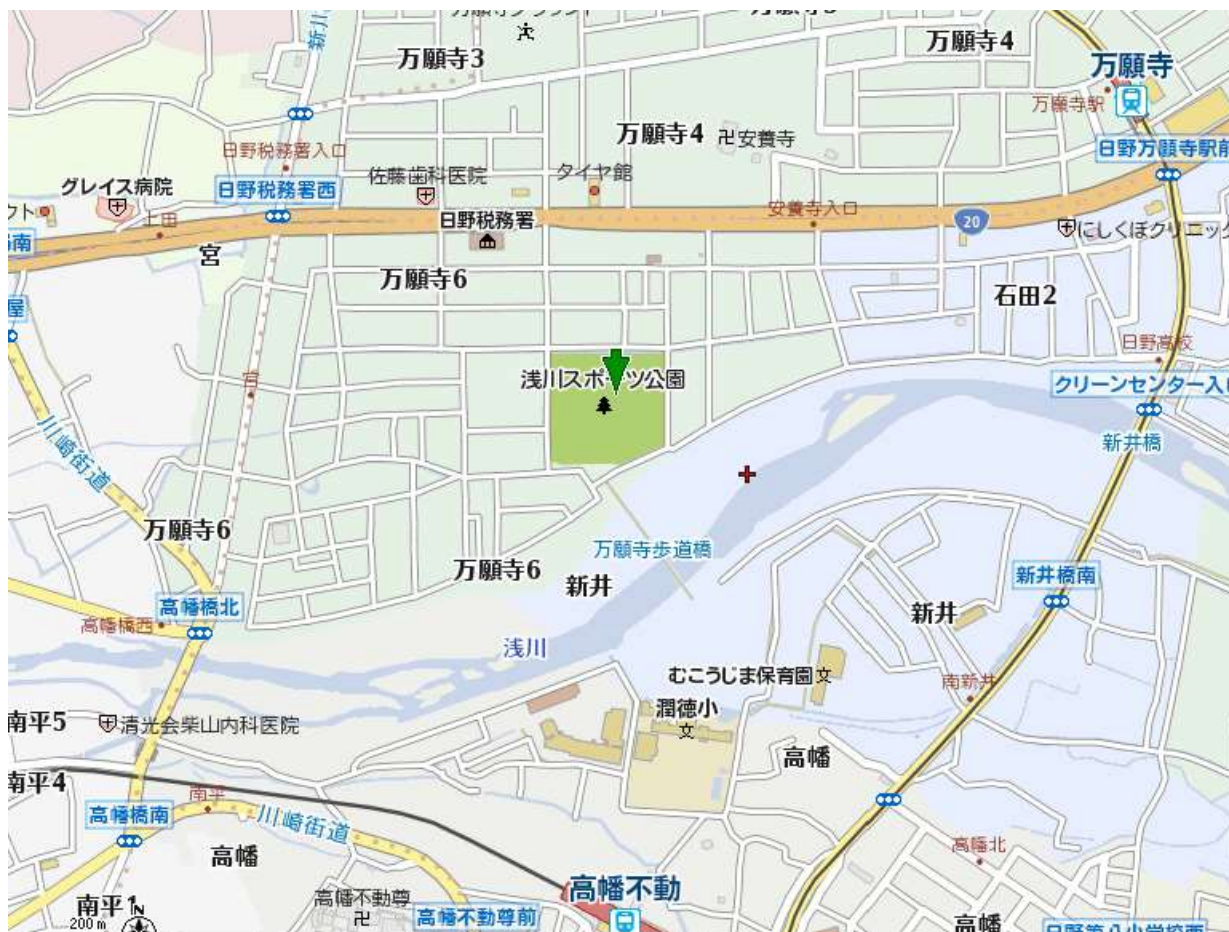 万願寺3
万願寺4
万願寺
万願寺駅
万願寺4
安養寺
日野税務署入口
日野万願寺駅前
グレイス病院
日野税務署西
佐藤歯科医院
タイヤ館
上田
日野税務署
安養寺入口
20
にしくぼクリニック
宮
万願寺6
石田2
日野高校
浅川スポーツ公園
宮
クリーンセンター入
川崎街道
新井橋
万願寺6
万願寺歩道橋
万願寺6
新井
新井橋南
高幡橋北
新井
高幡橋西
浅川
むこうじま保育園
南新井
潤徳小
南平5
清光会柴山内科医院
高幡
南平4
南平
高幡橋南
川崎街道
高幡北
高幡
高幡不動
高幡不動尊
南平1
N
200m
高幡不動尊前
高幡